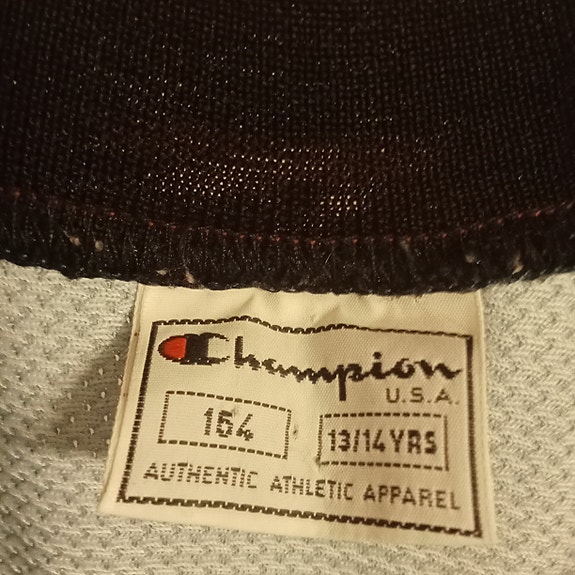 Champion
U.S.A.
164 13/14 YRS
AUTHENTIC ATHLETIC APPAREL